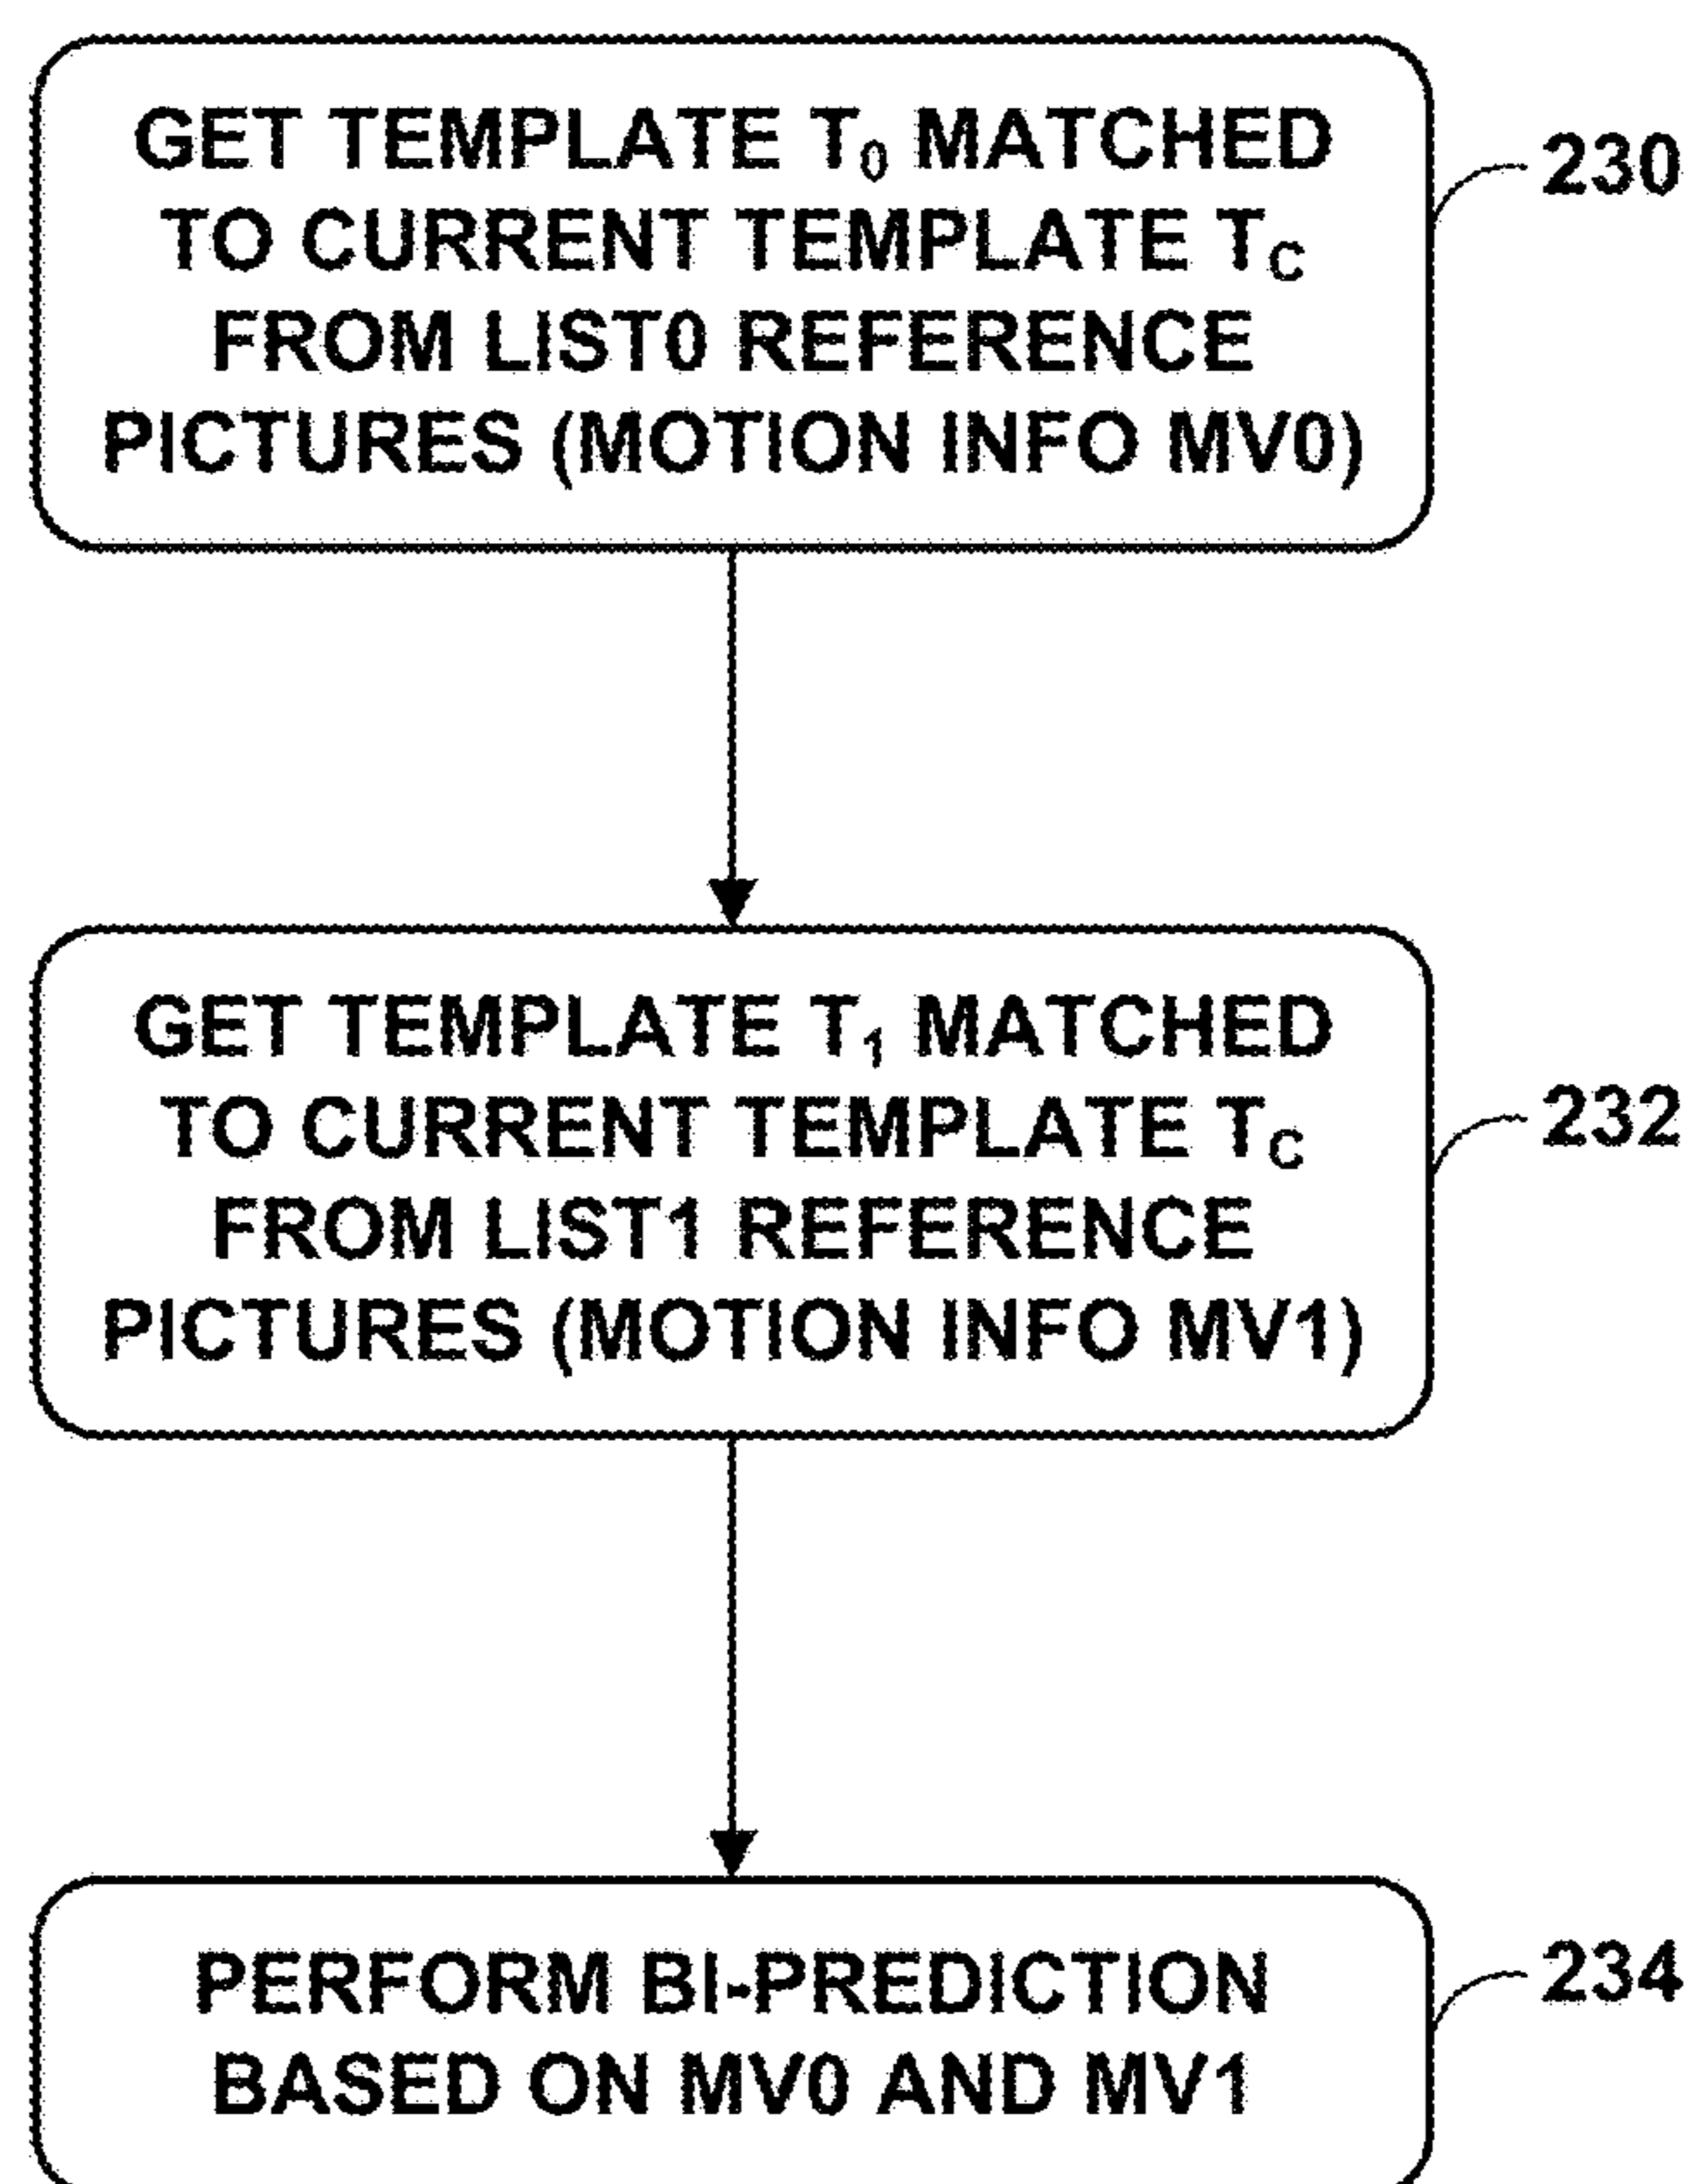 GET TEMPLATE T₀ MATCHED
TO CURRENT TEMPLATE T_C
FROM LIST0 REFERENCE
PICTURES (MOTION INFO MV0)
230
GET TEMPLATE T₁ MATCHED
TO CURRENT TEMPLATE T_C
FROM LIST1 REFERENCE
PICTURES (MOTION INFO MV1)
232
PERFORM BI-PREDICTION
BASED ON MV0 AND MV1
234